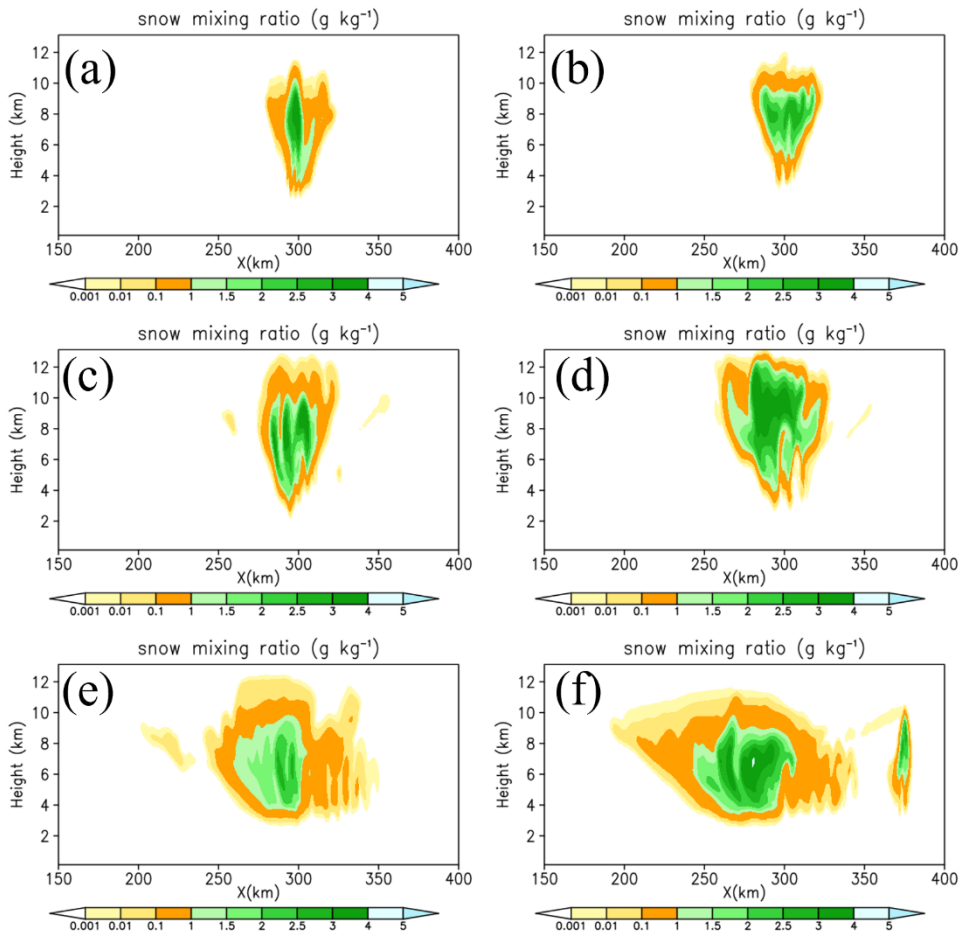 snow mixing ratio (g kg⁻¹) snow mixing ratio (g kg⁻¹)
(a) (b)
Height (km) Height (km)
12 10 8 6 4 2 12 10 8 6 4 2
150 200 250 300 350 400 150 200 250 300 350 400
X(km) X(km)
0.001 0.01 0.1 1 1.5 2 2.5 3 4 5 0.001 0.01 0.1 1 1.5 2 2.5 3 4 5
snow mixing ratio (g kg⁻¹) snow mixing ratio (g kg⁻¹)
(c) (d)
Height (km) Height (km)
12 10 8 6 4 2 12 10 8 6 4 2
150 200 250 300 350 400 150 200 250 300 350 400
X(km) X(km)
0.001 0.01 0.1 1 1.5 2 2.5 3 4 5 0.001 0.01 0.1 1 1.5 2 2.5 3 4 5
snow mixing ratio (g kg⁻¹) snow mixing ratio (g kg⁻¹)
(e) (f)
Height (km) Height (km)
12 10 8 6 4 2 12 10 8 6 4 2
150 200 250 300 350 400 150 200 250 300 350 400
X(km) X(km)
0.001 0.01 0.1 1 1.5 2 2.5 3 4 5 0.001 0.01 0.1 1 1.5 2 2.5 3 4 5